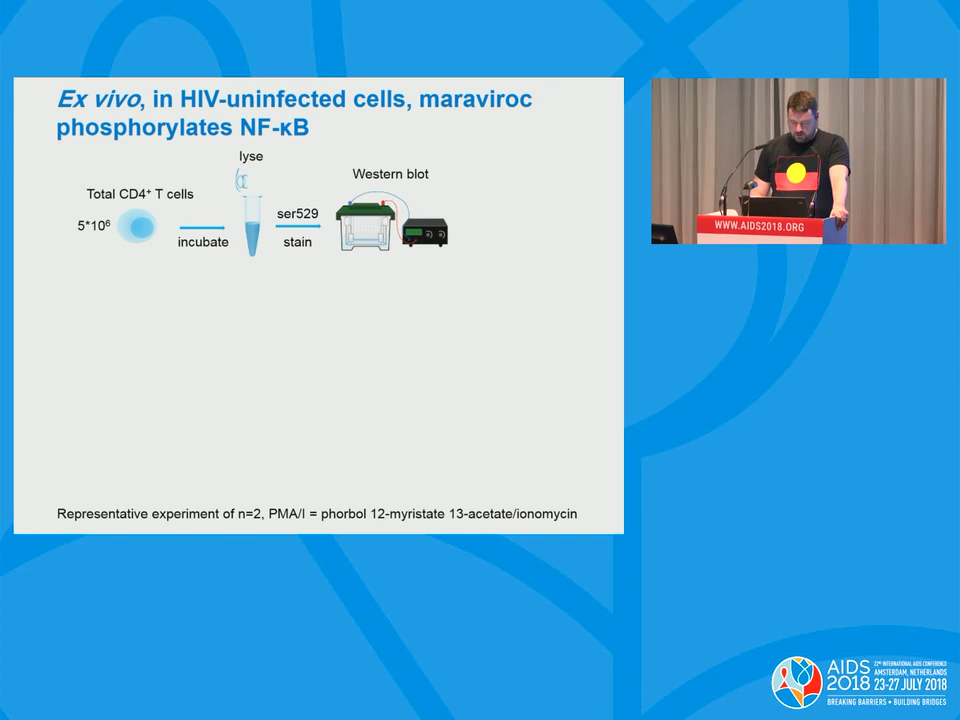 Ex vivo, in HIV-uninfected cells, maraviroc
phosphorylates NF-κB
lyse
Western blot
Total CD4⁺ T cells
5*10⁶
ser529
incubate
stain
Representative experiment of n=2, PMA/I = phorbol 12-myristate 13-acetate/ionomycin
WWW.AIDS2018.ORG
AIDS
2018
22ND INTERNATIONAL AIDS CONFERENCE
AMSTERDAM, NETHERLANDS
23-27 JULY 2018
BREAKING BARRIERS • BUILDING BRIDGES